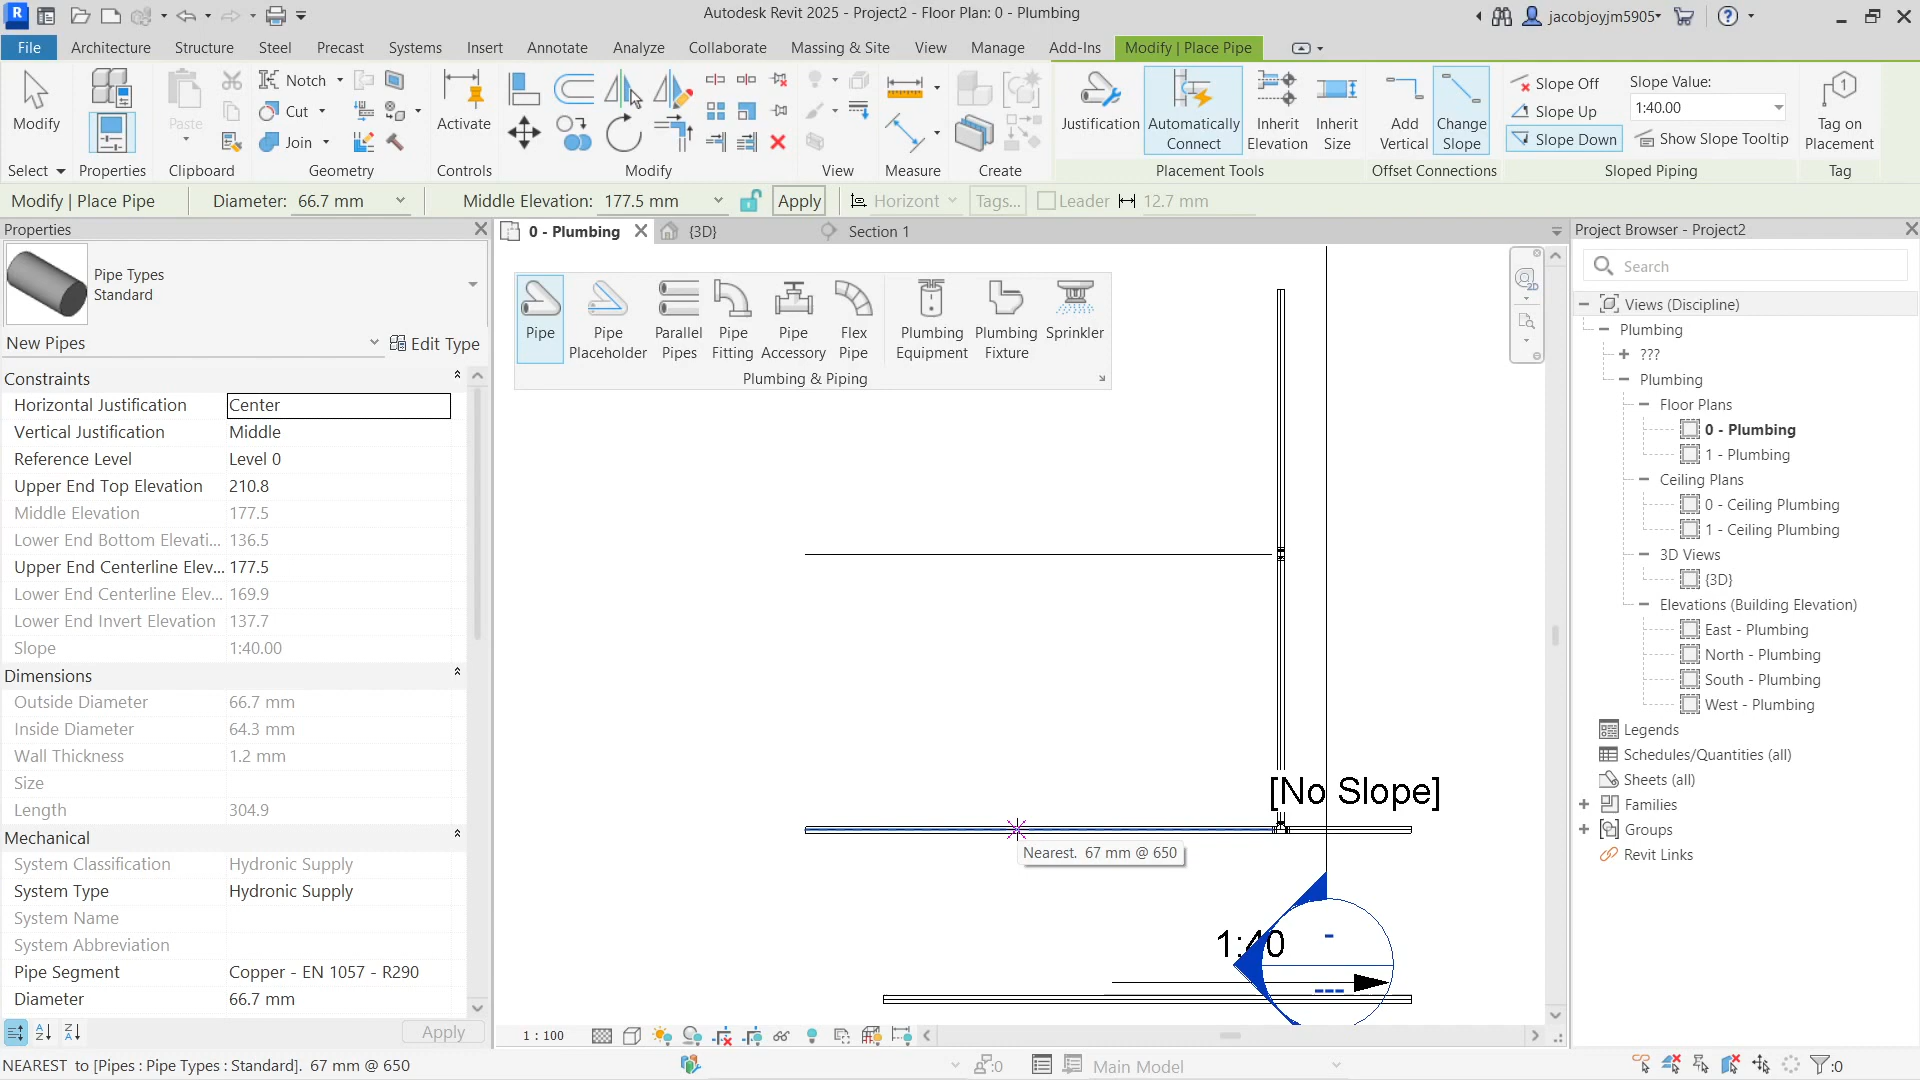 Autodesk Revit 2025 - Project2 - Floor Plan: 0 - Plumbing
jacobjoyjm5905
File Architecture Structure Steel Precast Systems Insert Annotate Analyze Collaborate Massing & Site View Manage Add-Ins Modify | Place Pipe
Modify
Select
Properties
Paste
Clipboard
Notch
Cut
Join
Geometry
Activate
Controls
Modify
View
Measure
Create
Justification
Automatically
Connect
Inherit
Elevation
Inherit
Size
Placement Tools
Add
Vertical
Change
Slope
Offset Connections
Slope Off
Slope Up
Slope Down
Slope Value:
1:40.00
Show Slope Tooltip
Sloped Piping
Tag on
Placement
Tag
Modify | Place Pipe Diameter: 66.7 mm Middle Elevation: 177.5 mm Apply Horizont Tags... Leader 12.7 mm
Properties
Pipe Types
Standard
New Pipes Edit Type
Constraints
Horizontal Justification Center
Vertical Justification Middle
Reference Level Level 0
Upper End Top Elevation 210.8
Middle Elevation 177.5
Lower End Bottom Elevati... 136.5
Upper End Centerline Elev... 177.5
Lower End Centerline Elev... 169.9
Lower End Invert Elevation 137.7
Slope 1:40.00
Dimensions
Outside Diameter 66.7 mm
Inside Diameter 64.3 mm
Wall Thickness 1.2 mm
Size
Length 304.9
Mechanical
System Classification Hydronic Supply
System Type Hydronic Supply
System Name
System Abbreviation
Pipe Segment Copper - EN 1057 - R290
Diameter 66.7 mm
Apply
0 - Plumbing {3D} Section 1
Pipe
Pipe
Placeholder
Parallel
Pipes
Pipe
Fitting
Pipe
Accessory
Flex
Pipe
Plumbing
Equipment
Plumbing
Fixture
Sprinkler
Plumbing & Piping
2D
[No Slope]
Nearest. 67 mm @ 650
1:40
1 : 100
Project Browser - Project2
Search
Views (Discipline)
Plumbing
???
Plumbing
Floor Plans
0 - Plumbing
1 - Plumbing
Ceiling Plans
0 - Ceiling Plumbing
1 - Ceiling Plumbing
3D Views
{3D}
Elevations (Building Elevation)
East - Plumbing
North - Plumbing
South - Plumbing
West - Plumbing
Legends
Schedules/Quantities (all)
Sheets (all)
Families
Groups
Revit Links
NEAREST to [Pipes : Pipe Types : Standard]. 67 mm @ 650 :0 Main Model :0